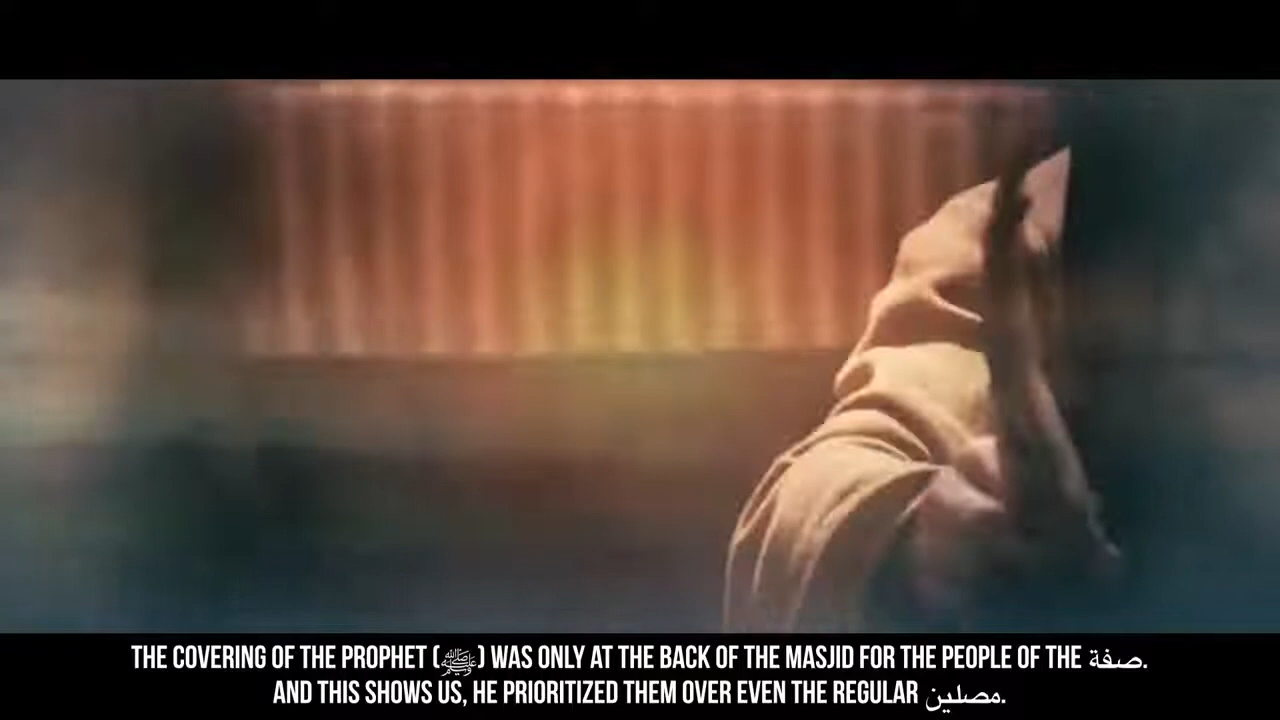 THE COVERING OF THE PROPHET (ﷺ) WAS ONLY AT THE BACK OF THE MASJID FOR THE PEOPLE OF THE صفة.
AND THIS SHOWS US, HE PRIORITIZED THEM OVER EVEN THE REGULAR مصلين.